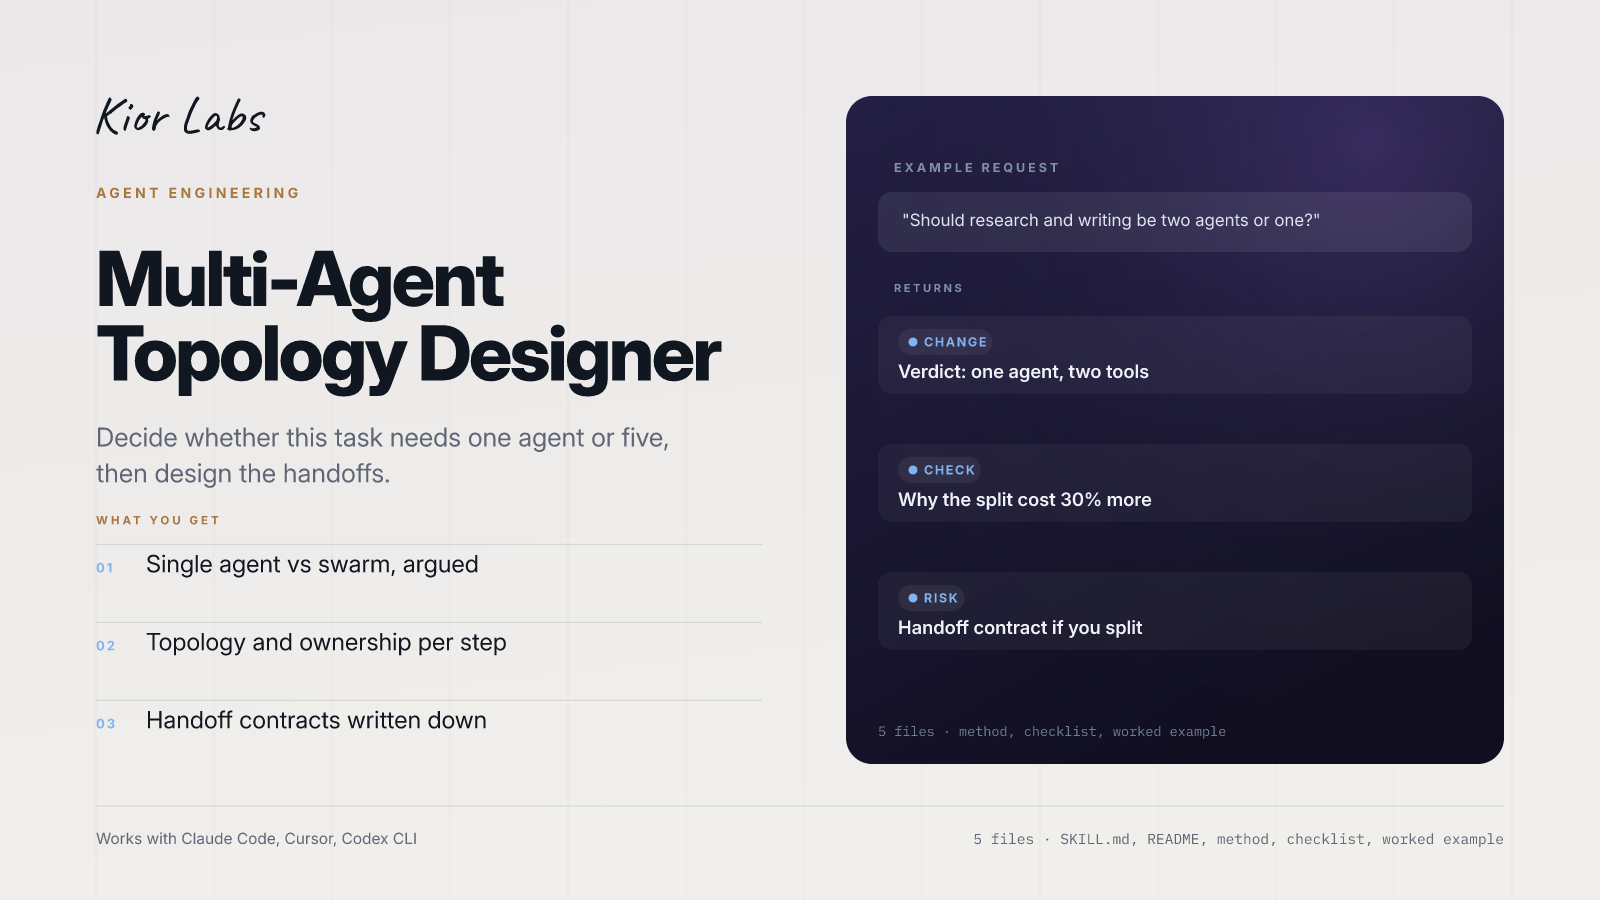 Kior Labs
AGENT ENGINEERING
Multi-Agent
Topology Designer
Decide whether this task needs one agent or five,
then design the handoffs.
WHAT YOU GET
01 Single agent vs swarm, argued
02 Topology and ownership per step
03 Handoff contracts written down
EXAMPLE REQUEST
"Should research and writing be two agents or one?"
RETURNS
CHANGE
Verdict: one agent, two tools
CHECK
Why the split cost 30% more
RISK
Handoff contract if you split
5 files · method, checklist, worked example
Works with Claude Code, Cursor, Codex CLI
5 files · SKILL.md, README, method, checklist, worked example